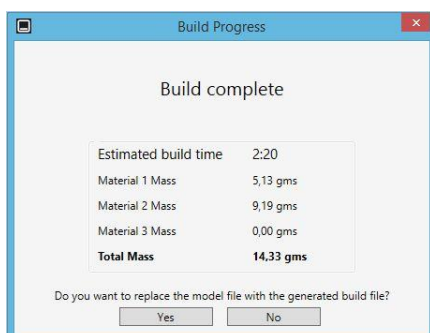 Build Progress
Build complete
Estimated build time 2:20
Material 1 Mass 5,13 gms
Material 2 Mass 9,19 gms
Material 3 Mass 0,00 gms
Total Mass 14,33 gms
Do you want to replace the model file with the generated build file?
Yes No